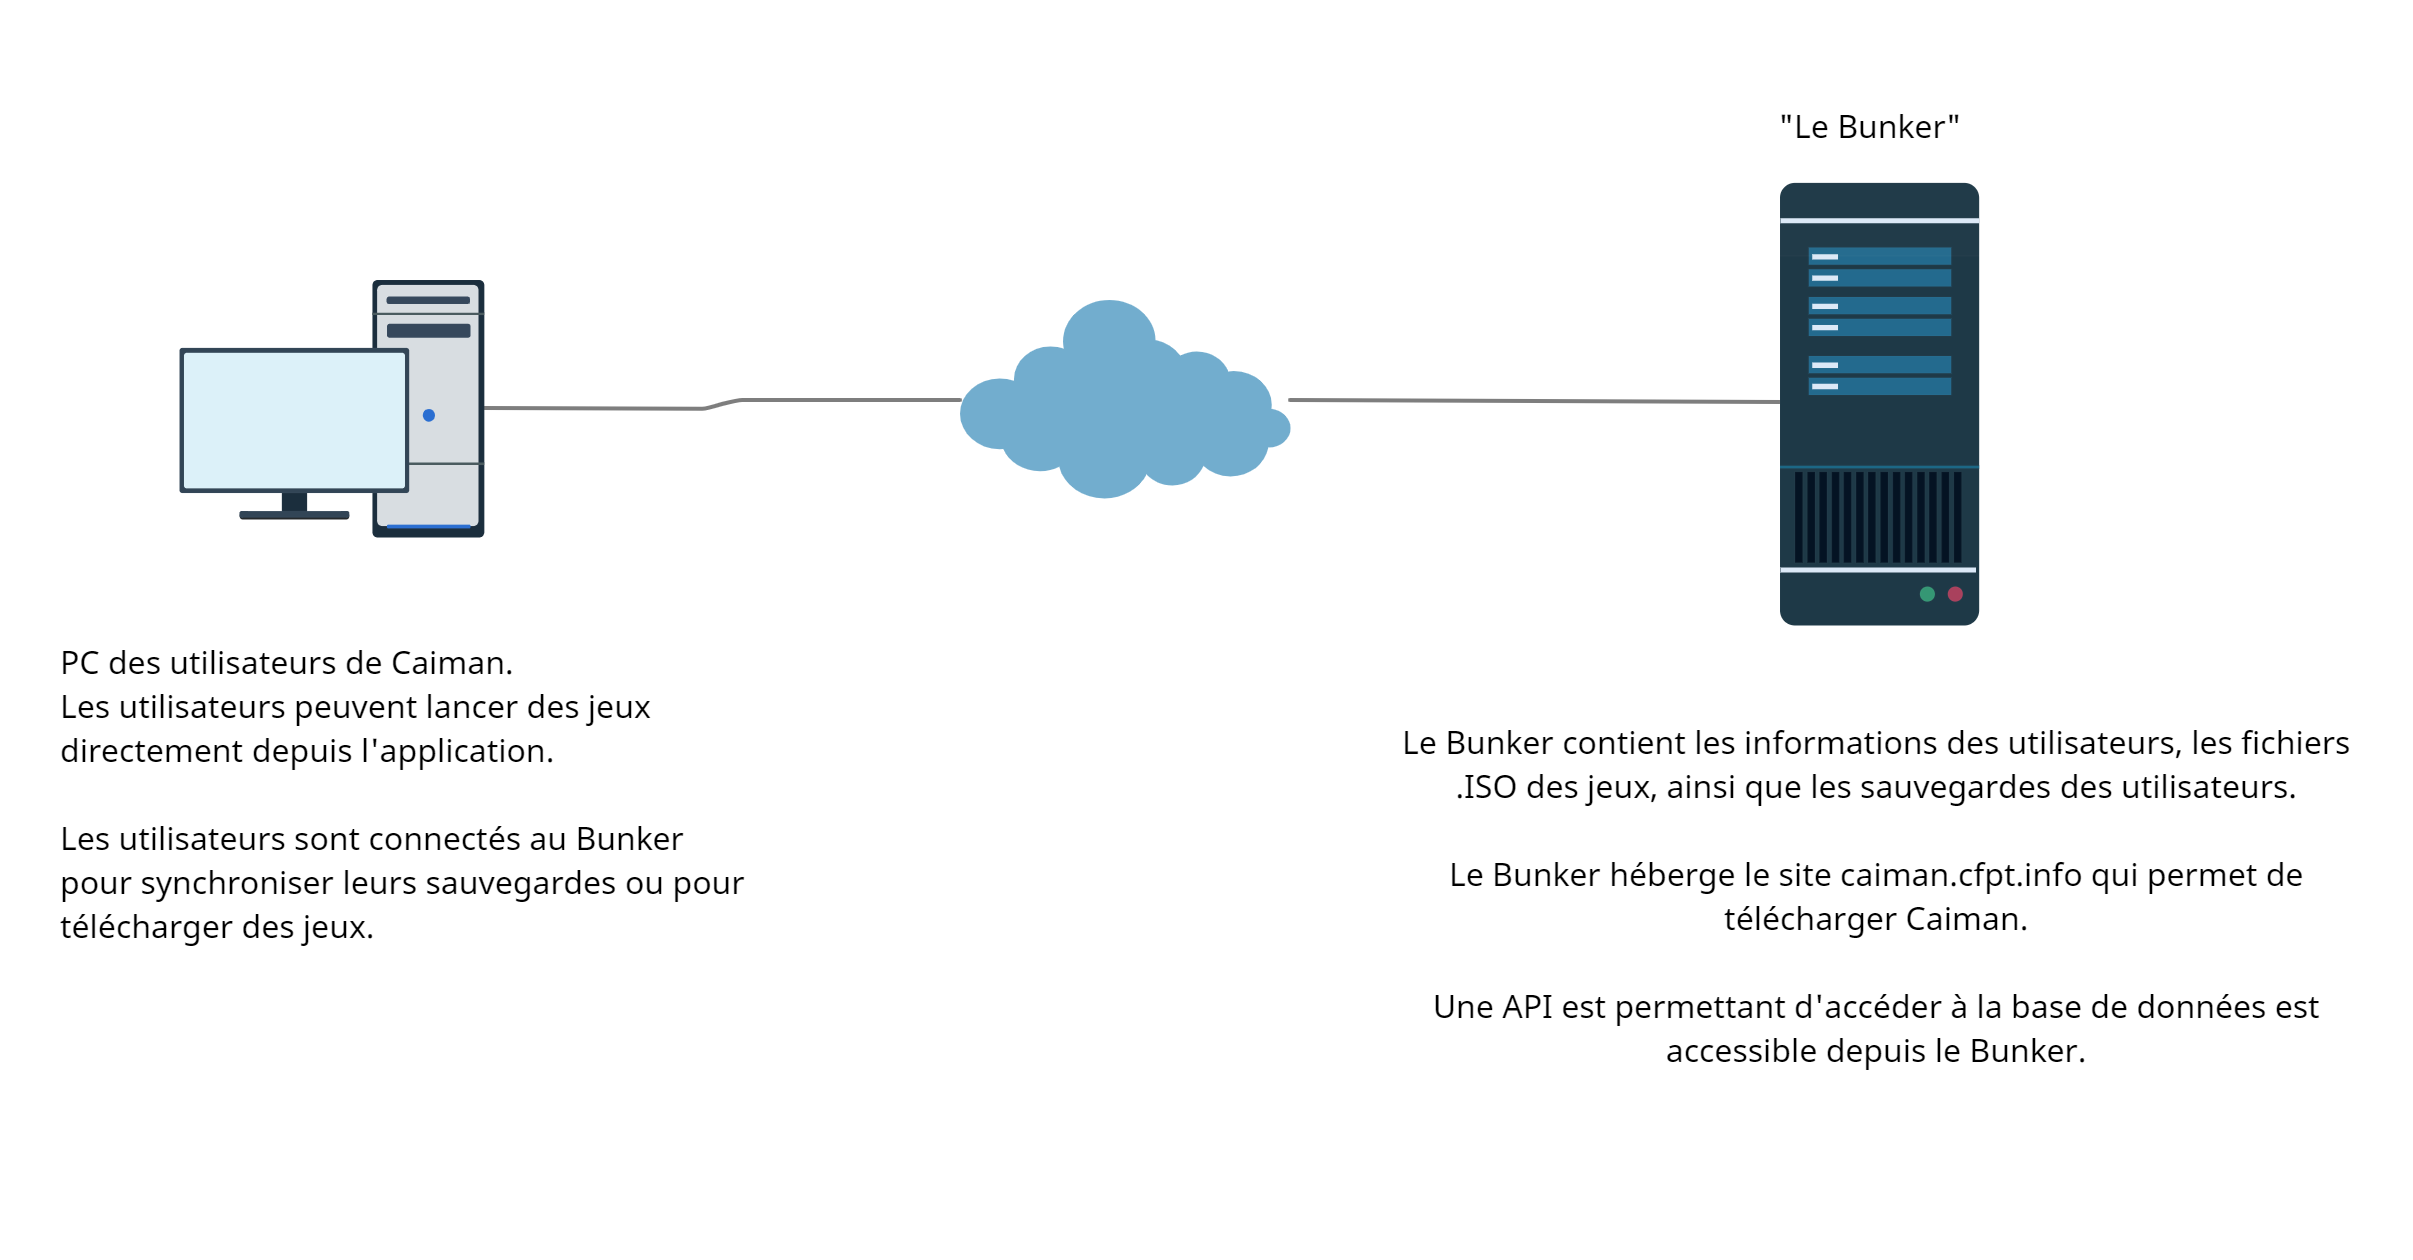 "Le Bunker"
PC des utilisateurs de Caiman.
Les utilisateurs peuvent lancer des jeux
directement depuis l'application.
Les utilisateurs sont connectés au Bunker
pour synchroniser leurs sauvegardes ou pour
télécharger des jeux.
Le Bunker contient les informations des utilisateurs, les fichiers
.ISO des jeux, ainsi que les sauvegardes des utilisateurs.
Le Bunker héberge le site caiman.cfpt.info qui permet de
télécharger Caiman.
Une API est permettant d'accéder à la base de données est
accessible depuis le Bunker.